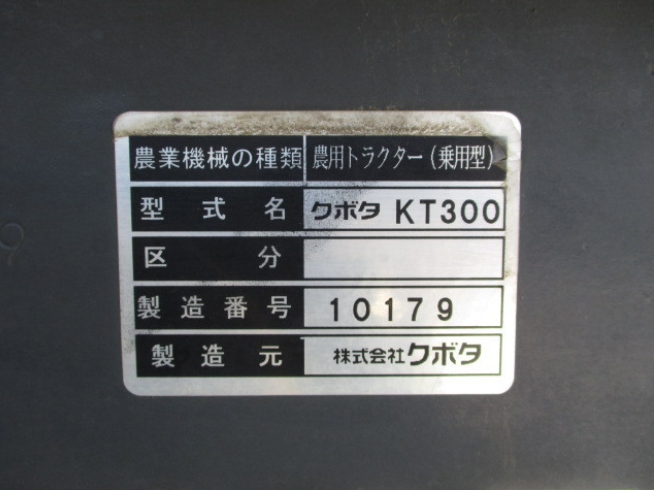 農業機械の種類 農用トラクター(乗用型)
型式名 クボタ KT300
区分
製造番号 10179
製造元 株式会社クボタ